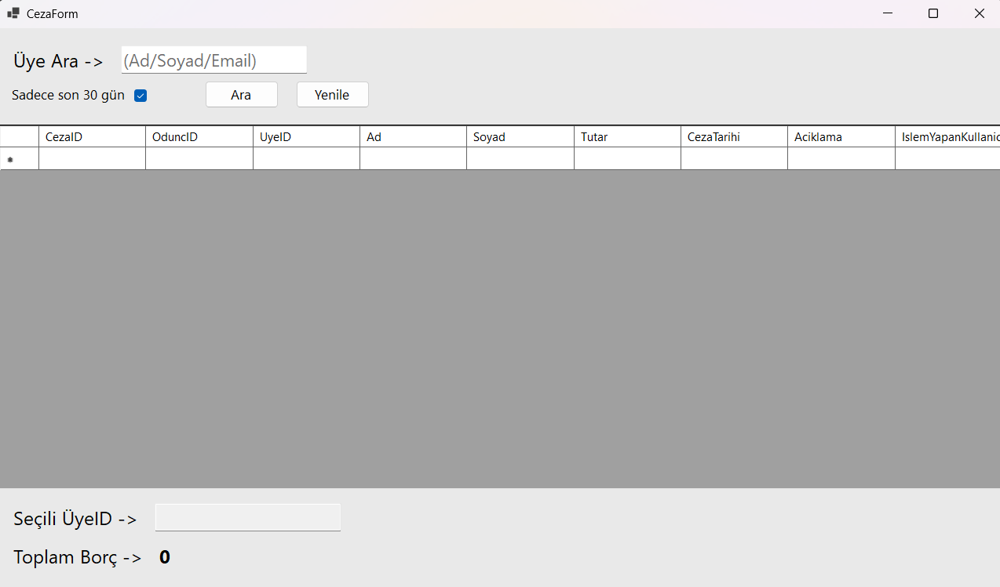 CezaForm
Üye Ara -> (Ad/Soyad/Email)
Sadece son 30 gün Ara Yenile
CezaID OduncID UyeID Ad Soyad Tutar CezaTarihi Aciklama IslemYapanKullanic
Seçili ÜyeID ->
Toplam Borç -> 0